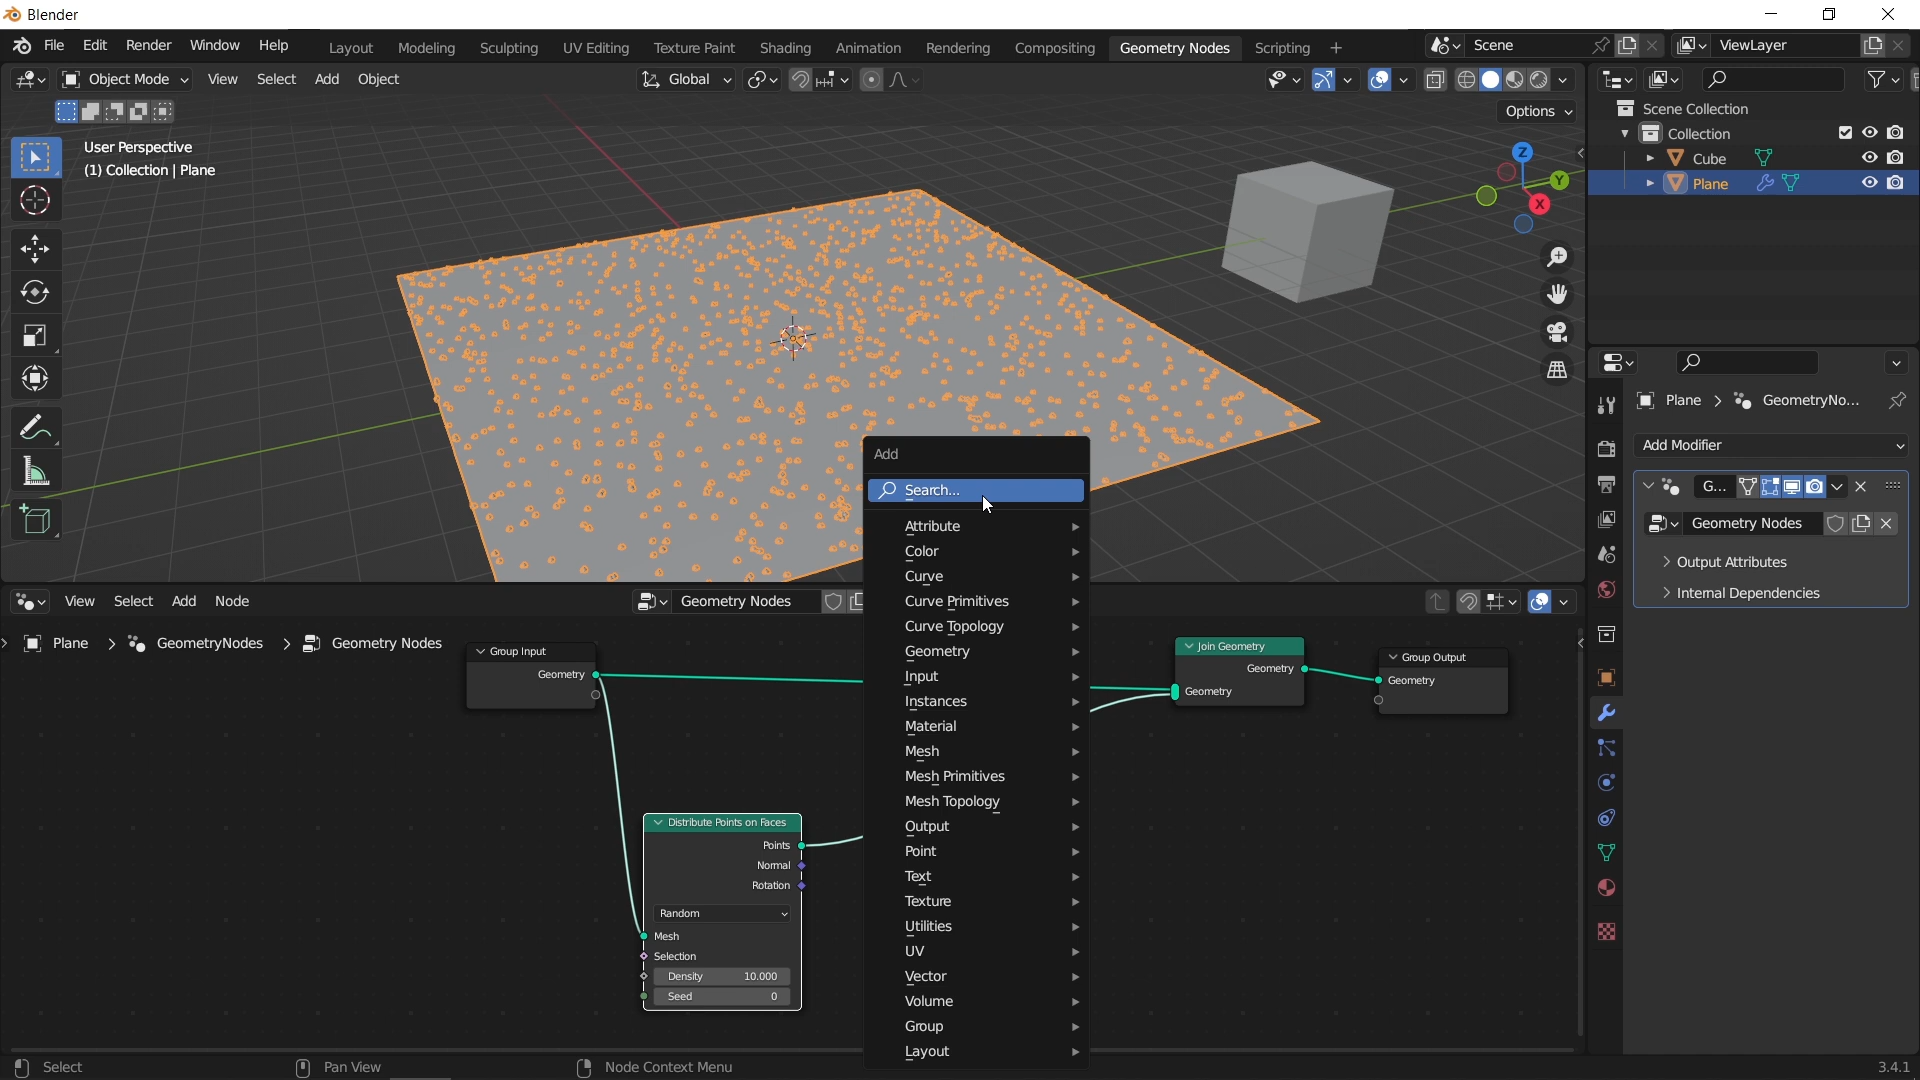 Blender
File Edit Render Window Help
Layout Modeling Sculpting UV Editing Texture Paint Shading Animation Rendering Compositing Geometry Nodes Scripting +
Scene
ViewLayer
Object Mode View Select Add Object
Global
Options
User Perspective
(1) Collection | Plane
Z
Y
X
Scene Collection
Collection
Cube
Plane
Plane > GeometryNo...
Add Modifier
G...
Geometry Nodes
> Output Attributes
> Internal Dependencies
View Select Add Node
Geometry Nodes
Plane > GeometryNodes > Geometry Nodes
Group Input
Geometry
Distribute Points on Faces
Points
Normal
Rotation
Random
Mesh
Selection
Density 10.000
Seed 0
Add
Search...
Attribute
Color
Curve
Curve Primitives
Curve Topology
Geometry
Input
Instances
Material
Mesh
Mesh Primitives
Mesh Topology
Output
Point
Text
Texture
Utilities
UV
Vector
Volume
Group
Layout
Join Geometry
Geometry
Geometry
Group Output
Geometry
Select
Pan View
Node Context Menu
3.4.1